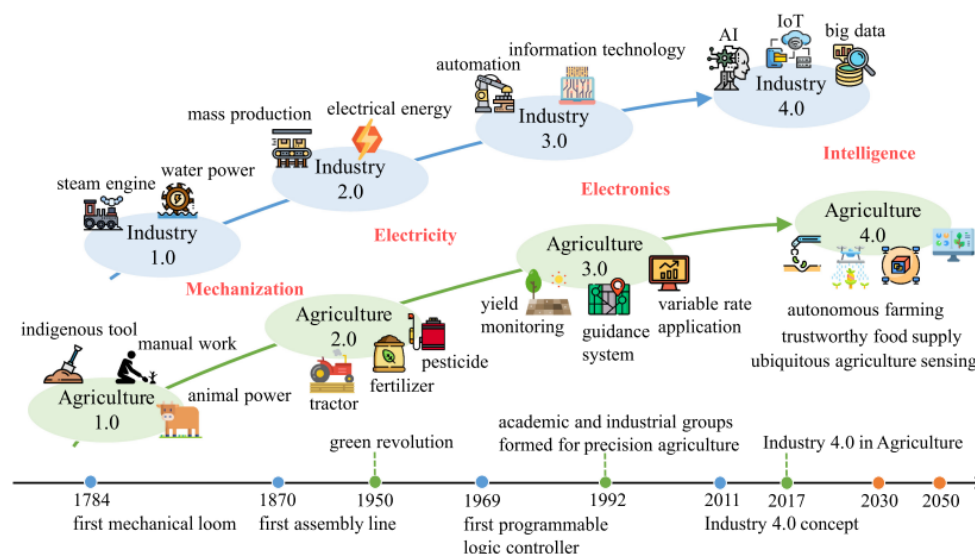 AI
IoT
big data
information technology
automation
Industry
4.0
Industry
3.0
mass production
electrical energy
Industry
2.0
steam engine
water power
Industry
1.0
Intelligence
Electronics
Electricity
Mechanization
Agriculture
4.0
autonomous farming
trustworthy food supply
ubiquitous agriculture sensing
Agriculture
3.0
yield
monitoring
guidance
system
variable rate
application
Agriculture
2.0
tractor
fertilizer
pesticide
indigenous tool
manual work
Agriculture
1.0
animal power
green revolution
academic and industrial groups
formed for precision agriculture
Industry 4.0 in Agriculture
1784
1870
1950
1969
1992
2011
2017
2030
2050
first mechanical loom
first assembly line
first programmable
logic controller
Industry 4.0 concept